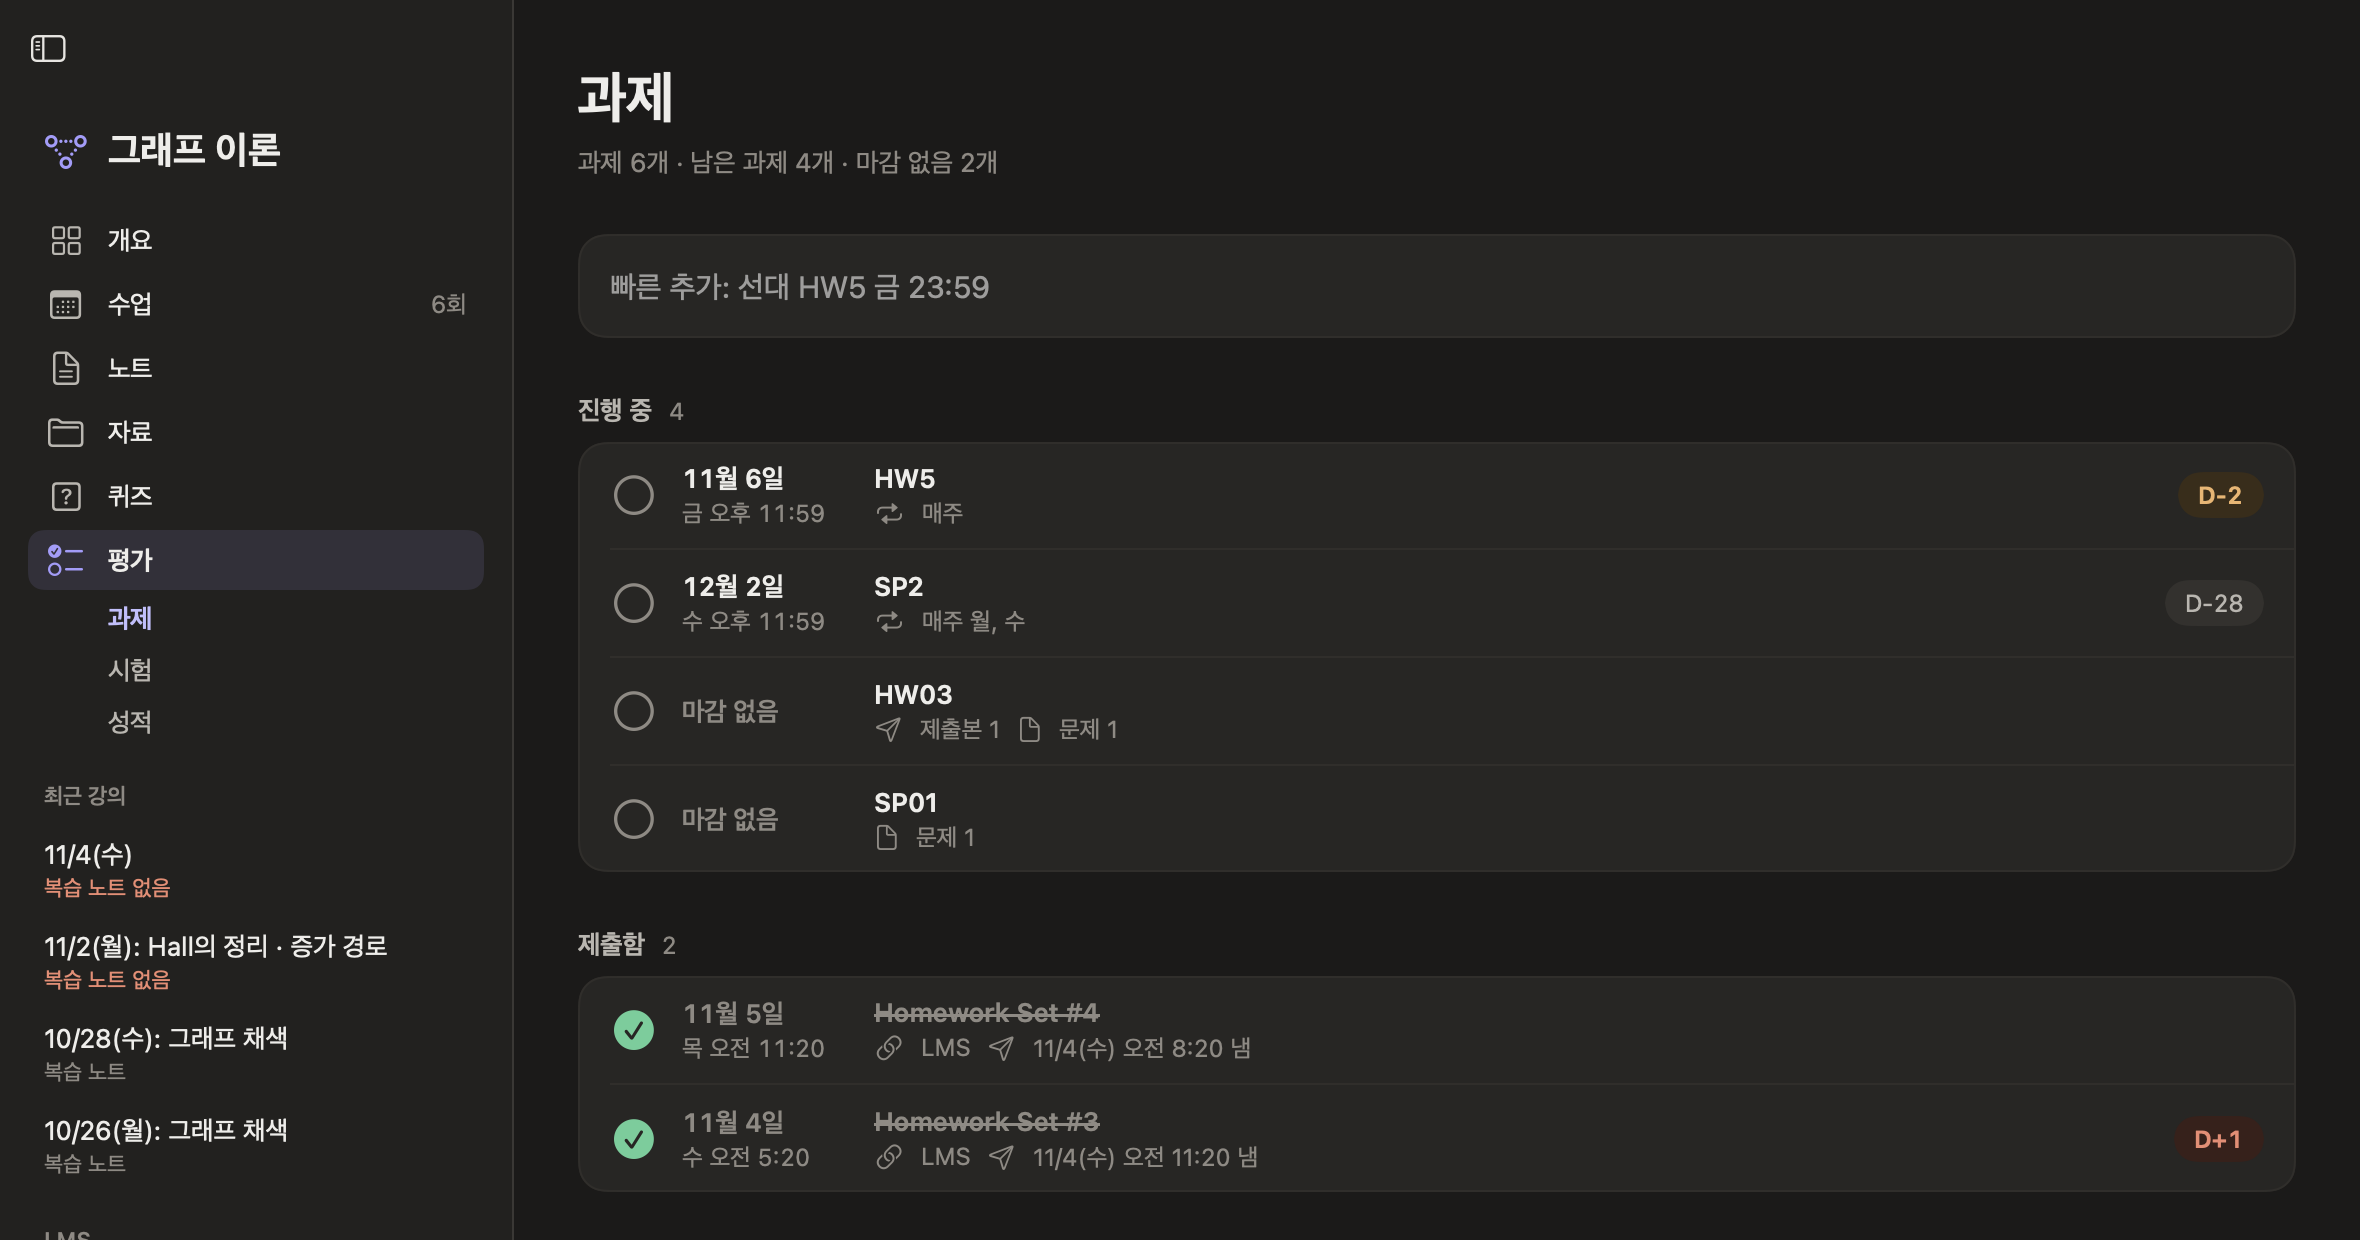 그래프 이론
개요
수업 6회
노트
자료
퀴즈
평가
과제
시험
성적
최근 강의
11/4(수)
복습 노트 없음
11/2(월): Hall의 정리 · 증가 경로
복습 노트 없음
10/28(수): 그래프 채색
복습 노트
10/26(월): 그래프 채색
복습 노트
LMS
과제
과제 6개 · 남은 과제 4개 · 마감 없음 2개
빠른 추가: 선대 HW5 금 23:59
진행 중 4
11월 6일 HW5
금 오후 11:59 매주
D-2
12월 2일 SP2
수 오후 11:59 매주 월, 수
D-28
마감 없음
HW03
제출본 1 문제 1
마감 없음
SP01
문제 1
제출함 2
11월 5일 Homework Set #4
목 오전 11:20 LMS 11/4(수) 오전 8:20 냄
11월 4일 Homework Set #3
수 오전 5:20 LMS 11/4(수) 오전 11:20 냄
D+1